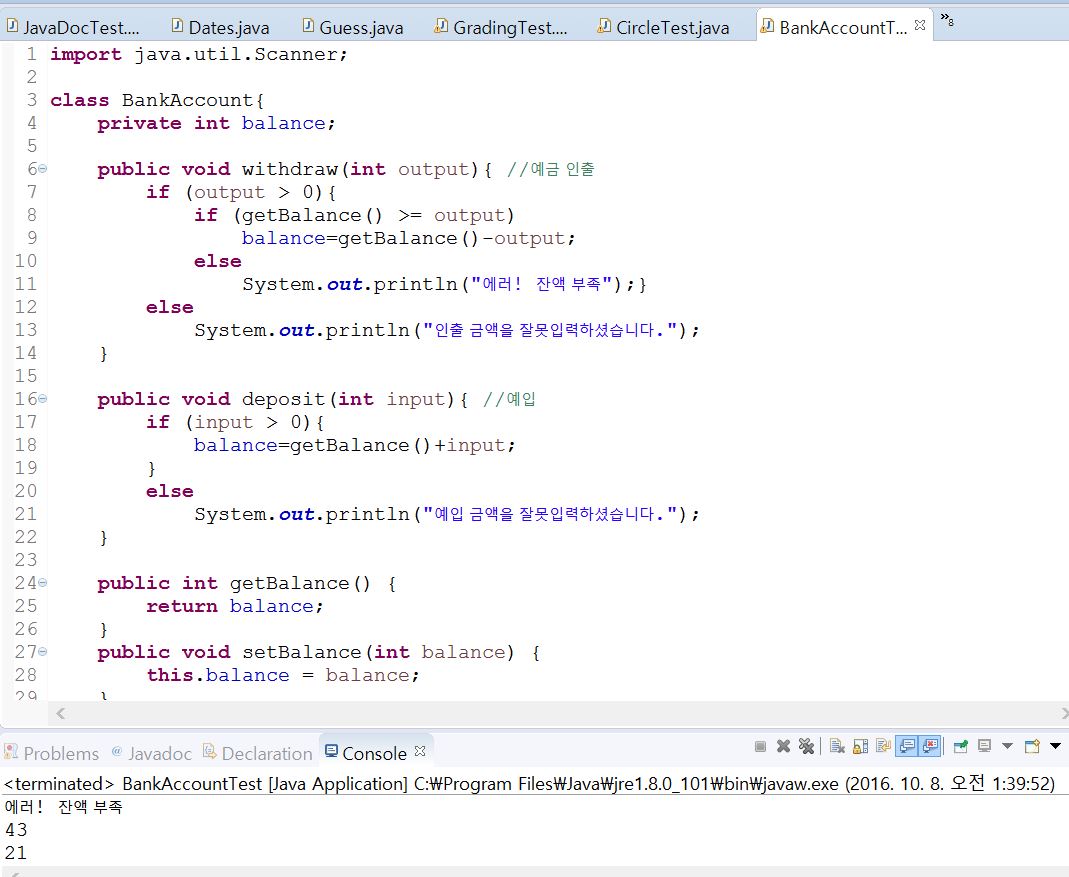 JavaDocTest.... Dates.java Guess.java GradingTest.... CircleTest.java BankAccountT... »8
1 import java.util.Scanner;
2
3 class BankAccount{
4 private int balance;
5
6 public void withdraw(int output){ //예금 인출
7 if (output > 0){
8 if (getBalance() >= output)
9 balance=getBalance()-output;
10 else
11 System.out.println("에러! 잔액 부족");}
12 else
13 System.out.println("인출 금액을 잘못입력하셨습니다.");
14 }
15
16 public void deposit(int input){ //예입
17 if (input > 0){
18 balance=getBalance()+input;
19 }
20 else
21 System.out.println("예입 금액을 잘못입력하셨습니다.");
22 }
23
24 public int getBalance() {
25 return balance;
26 }
27 public void setBalance(int balance) {
28 this.balance = balance;
29 }
Problems @ Javadoc Declaration Console
<terminated> BankAccountTest [Java Application] C:₩Program Files₩Java₩jre1.8.0_101₩bin₩javaw.exe (2016. 10. 8. 오전 1:39:52)
에러! 잔액 부족
43
21